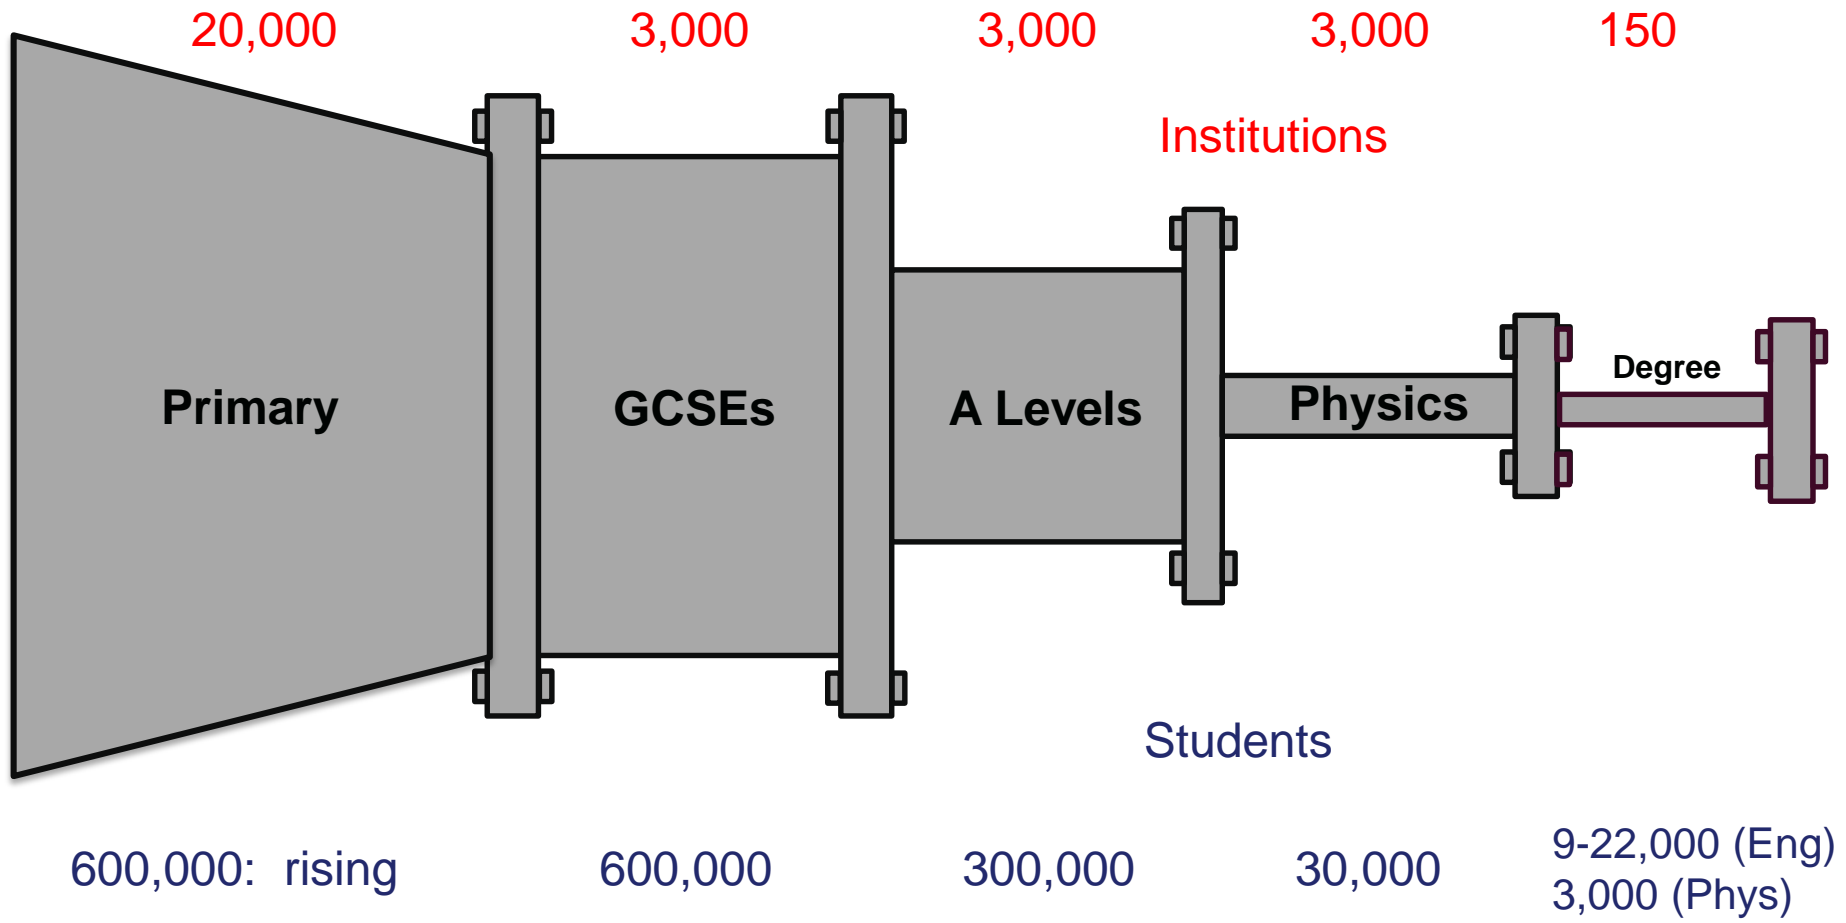 20,000 3,000 3,000 3,000 150
Institutions
Primary GCSEs A Levels Physics Degree
Students
600,000: rising 600,000 300,000 30,000 9-22,000 (Eng)
3,000 (Phys)